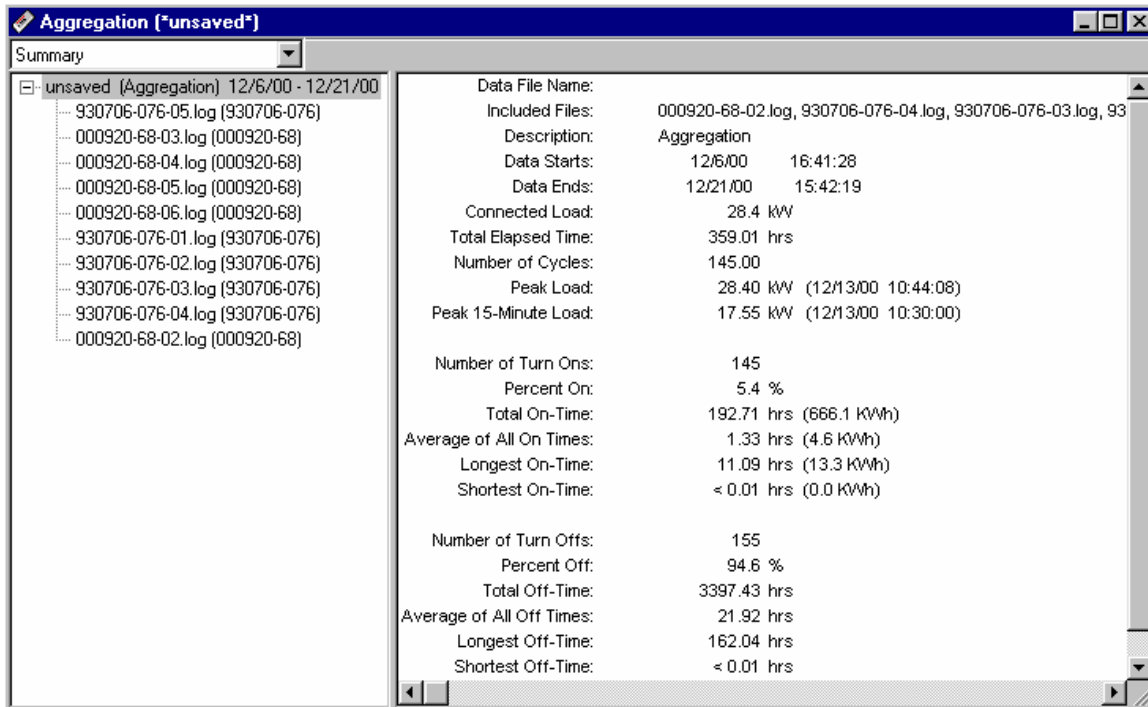 Aggregation (*unsaved*)
Summary
unsaved (Aggregation) 12/6/00 - 12/21/00
930706-076-05.log (930706-076)
000920-68-03.log (000920-68)
000920-68-04.log (000920-68)
000920-68-05.log (000920-68)
000920-68-06.log (000920-68)
930706-076-01.log (930706-076)
930706-076-02.log (930706-076)
930706-076-03.log (930706-076)
930706-076-04.log (930706-076)
000920-68-02.log (000920-68)
Data File Name:
Included Files: 000920-68-02.log, 930706-076-04.log, 930706-076-03.log, 93
Description: Aggregation
Data Starts: 12/6/00 16:41:28
Data Ends: 12/21/00 15:42:19
Connected Load: 28.4 kW
Total Elapsed Time: 359.01 hrs
Number of Cycles: 145.00
Peak Load: 28.40 kW (12/13/00 10:44:08)
Peak 15-Minute Load: 17.55 kW (12/13/00 10:30:00)
Number of Turn Ons: 145
Percent On: 5.4 %
Total On-Time: 192.71 hrs (666.1 KWh)
Average of All On Times: 1.33 hrs (4.6 KWh)
Longest On-Time: 11.09 hrs (13.3 KWh)
Shortest On-Time: < 0.01 hrs (0.0 KWh)
Number of Turn Offs: 155
Percent Off: 94.6 %
Total Off-Time: 3397.43 hrs
Average of All Off Times: 21.92 hrs
Longest Off-Time: 162.04 hrs
Shortest Off-Time: < 0.01 hrs